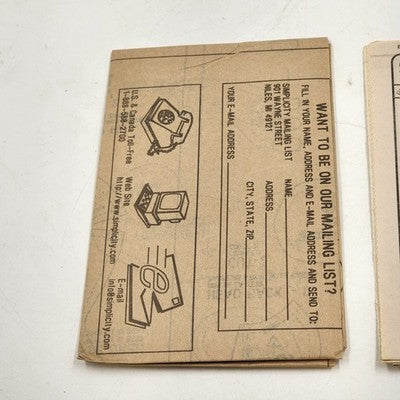 WANT TO BE ON OUR MAILING LIST?
FILL IN YOUR NAME, ADDRESS AND E-MAIL ADDRESS AND SEND TO:
SIMPLICITY MAILING LIST
901 WAYNE STREET
NILES, MI 49121
NAME
ADDRESS
CITY, STATE, ZIP
YOUR E-MAIL ADDRESS
U.S. & Canada Toll-Free
1-888-588-2700
Web Site
http://www.simplicity.com
E-mail
info@simplicity.com